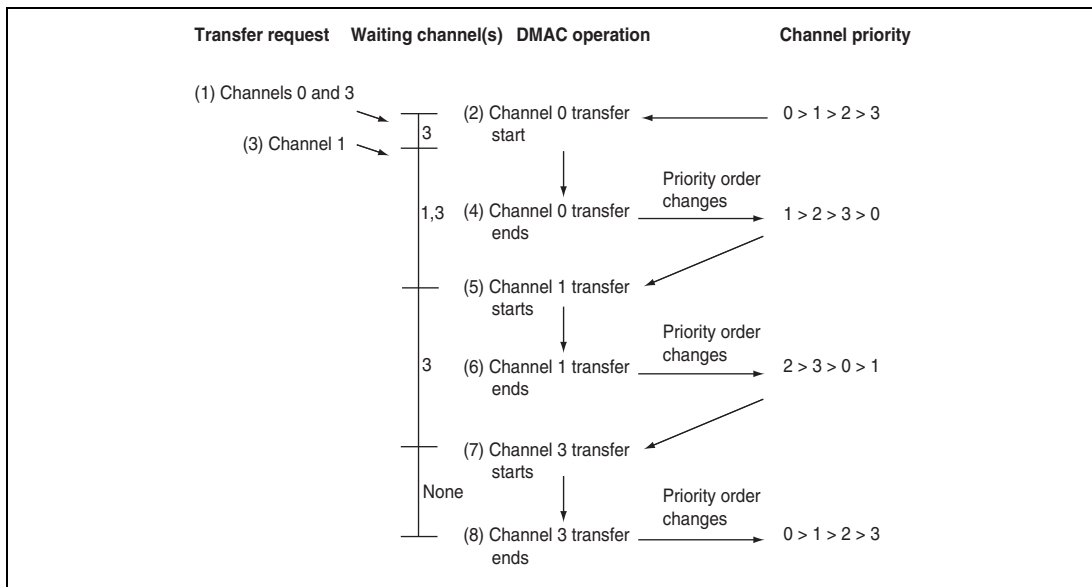 Transfer request Waiting channel(s) DMAC operation Channel priority
(1) Channels 0 and 3
(2) Channel 0 transfer
start
0 > 1 > 2 > 3
3
(3) Channel 1
Priority order
changes
1,3
(4) Channel 0 transfer
ends
1 > 2 > 3 > 0
(5) Channel 1 transfer
starts
Priority order
changes
3
(6) Channel 1 transfer
ends
2 > 3 > 0 > 1
(7) Channel 3 transfer
starts
None
Priority order
changes
(8) Channel 3 transfer
ends
0 > 1 > 2 > 3